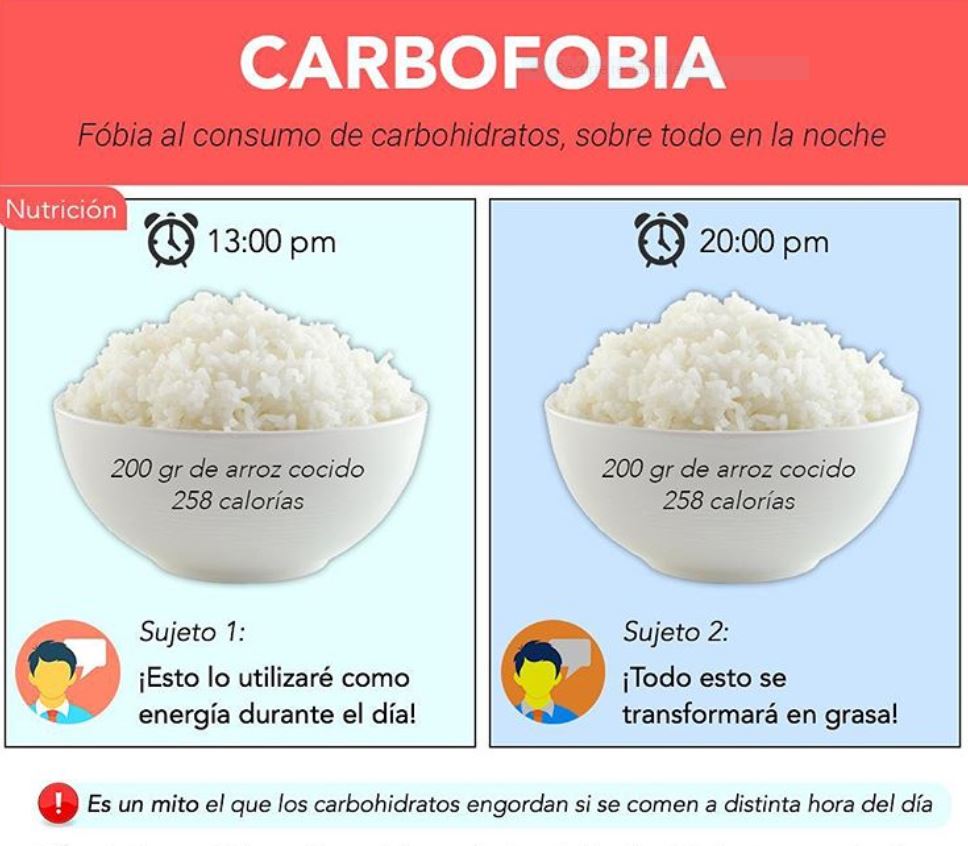 CARBOFOBIA
Fóbia al consumo de carbohidratos, sobre todo en la noche
Nutrición
13:00 pm
200 gr de arroz cocido
258 calorías
Sujeto 1:
¡Esto lo utilizaré como
energía durante el día!
20:00 pm
200 gr de arroz cocido
258 calorías
Sujeto 2:
¡Todo esto se
transformará en grasa!
Es un mito el que los carbohidratos engordan si se comen a distinta hora del día